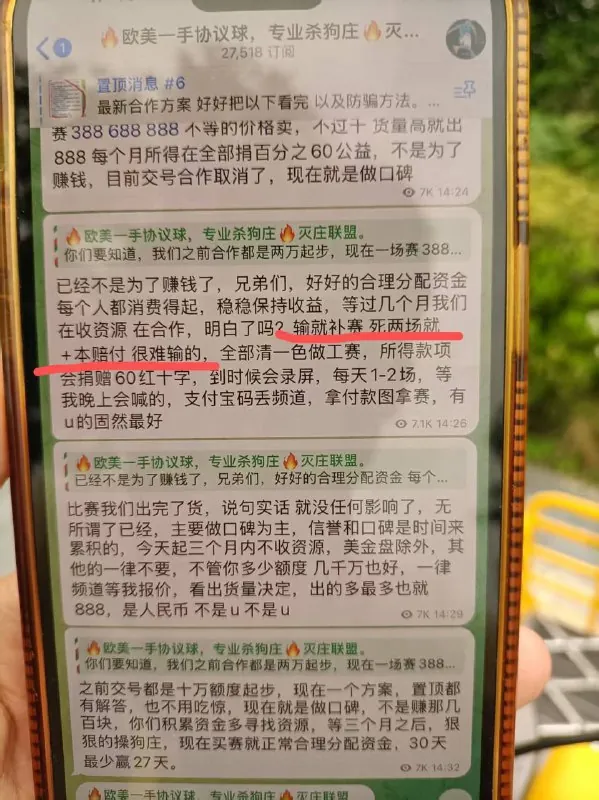 1
🔥欧美一手协议球，专业杀狗庄🔥灭...
27,518 订阅
置顶消息 #6
最新合作方案 好好把以下看完 以及防骗方法。...
赛 388 688 888 不等的价格卖，不过十 货量高就出
888 每个月所得在全部捐百分之60公益，不是为了
赚钱，目前交号合作取消了，现在就是做口碑
7K 14:24
🔥欧美一手协议球，专业杀狗庄🔥灭庄联盟。
你们要知道，我们之前合作都是两万起步，现在一场赛388...
已经不是为了赚钱了，兄弟们，好好的合理分配资金
每个人都消费得起，稳稳保持收益，等过几个月我们
在收资源 在合作，明白了吗？输就补赛 死两场就
+本赔付 很难输的，全部清一色做工赛，所得款项
会捐赠60红十字，到时候会录屏，每天1-2场，等
我晚上会喊的，支付宝码丢频道，拿付款图拿赛，有
u的固然最好
7.1K 14:26
🔥欧美一手协议球，专业杀狗庄🔥灭庄联盟。
已经不是为了赚钱了，兄弟们，好好的合理分配资金 每个...
比赛我们出完了货，说句实话 就没任何影响了，无
所谓了已经，主要做口碑为主，信誉和口碑是时间来
累积的，今天起三个月内不收资源，美金盘除外，其
他的一律不要，不管你多少额度 几千万也好，一律
频道等我报价，看出货量决定，出的多最多也就
888，是人民币 不是u 不是u
7K 14:29
🔥欧美一手协议球，专业杀狗庄🔥灭庄联盟。
你们要知道，我们之前合作都是两万起步，现在一场赛388...
之前交号都是十万额度起步，现在一个方案，置顶都
有解答，也不用吃惊，现在就是做口碑，不是赚那几
百块，你们积累资金多寻找资源，等三个月之后，狠
狠的操狗庄，现在买赛就正常合理分配资金，30天
最少赢27天。
7K 14:32
🔥欧美一手协议球，专业杀狗庄🔥灭庄联盟。